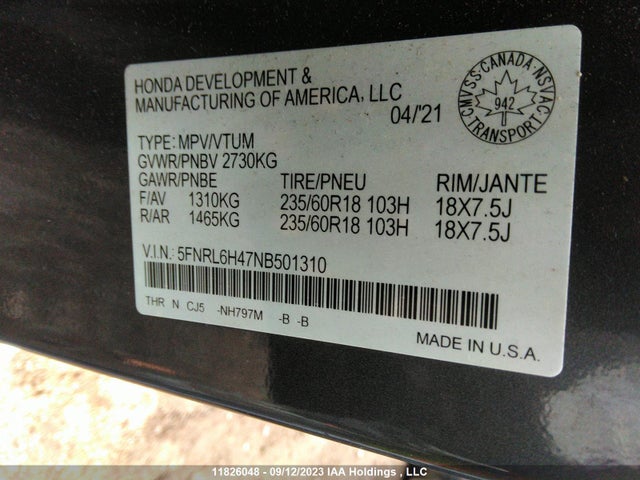 HONDA DEVELOPMENT &
MANUFACTURING OF AMERICA, LLC
04/'21
CMVSS·CANADA·NSVAC
942
TRANSPORT
TYPE: MPV/VTUM
GVWR/PNBV 2730KG
GAWR/PNBE TIRE/PNEU RIM/JANTE
F/AV 1310KG 235/60R18 103H 18X7.5J
R/AR 1465KG 235/60R18 103H 18X7.5J
V.I.N.: 5FNRL6H47NB501310
THR N CJ5 -NH797M -B -B
MADE IN U.S.A.
11826048 - 09/12/2023 IAA Holdings , LLC